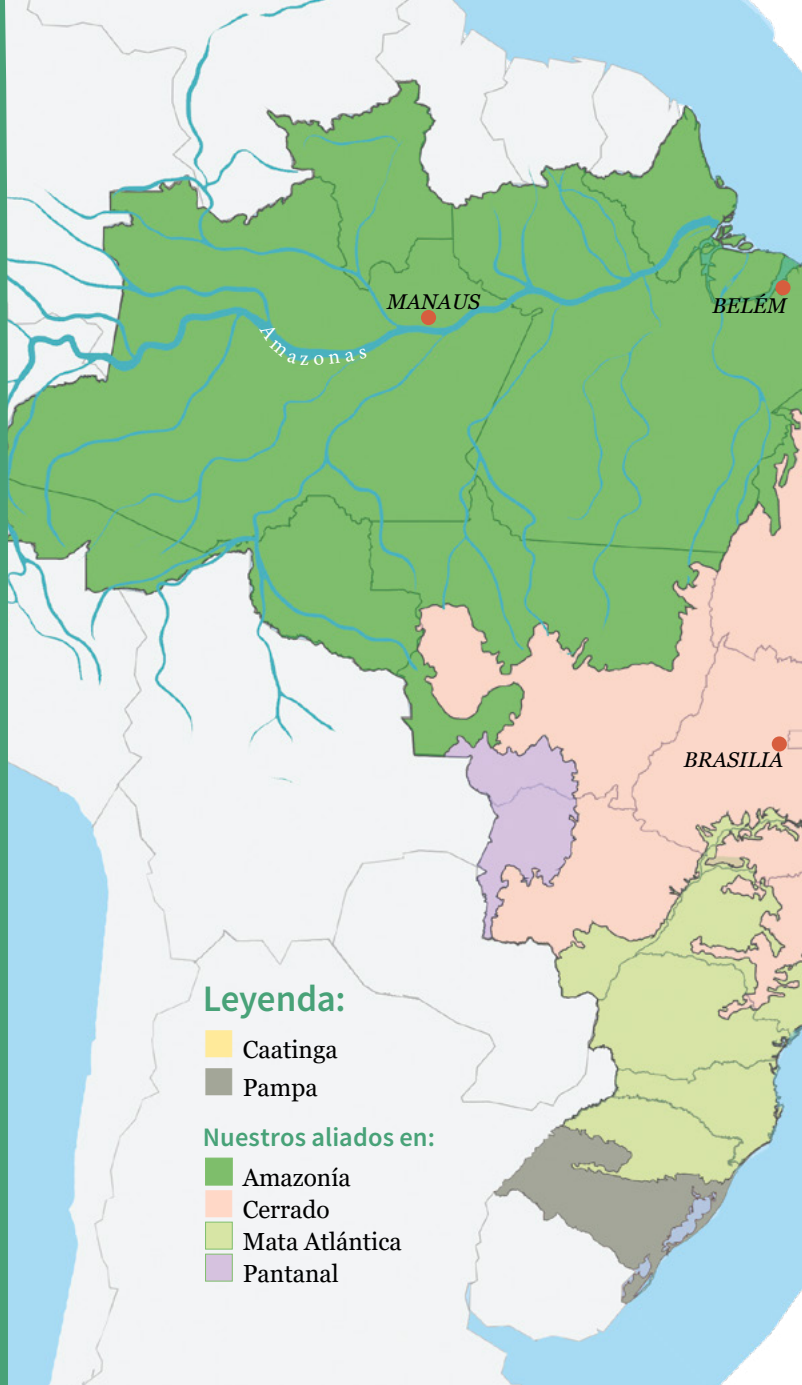 MANAUS
BELÉM
Amazonas
BRASILIA
Leyenda:
Caatinga
Pampa
Nuestros aliados en:
Amazonía
Cerrado
Mata Atlántica
Pantanal